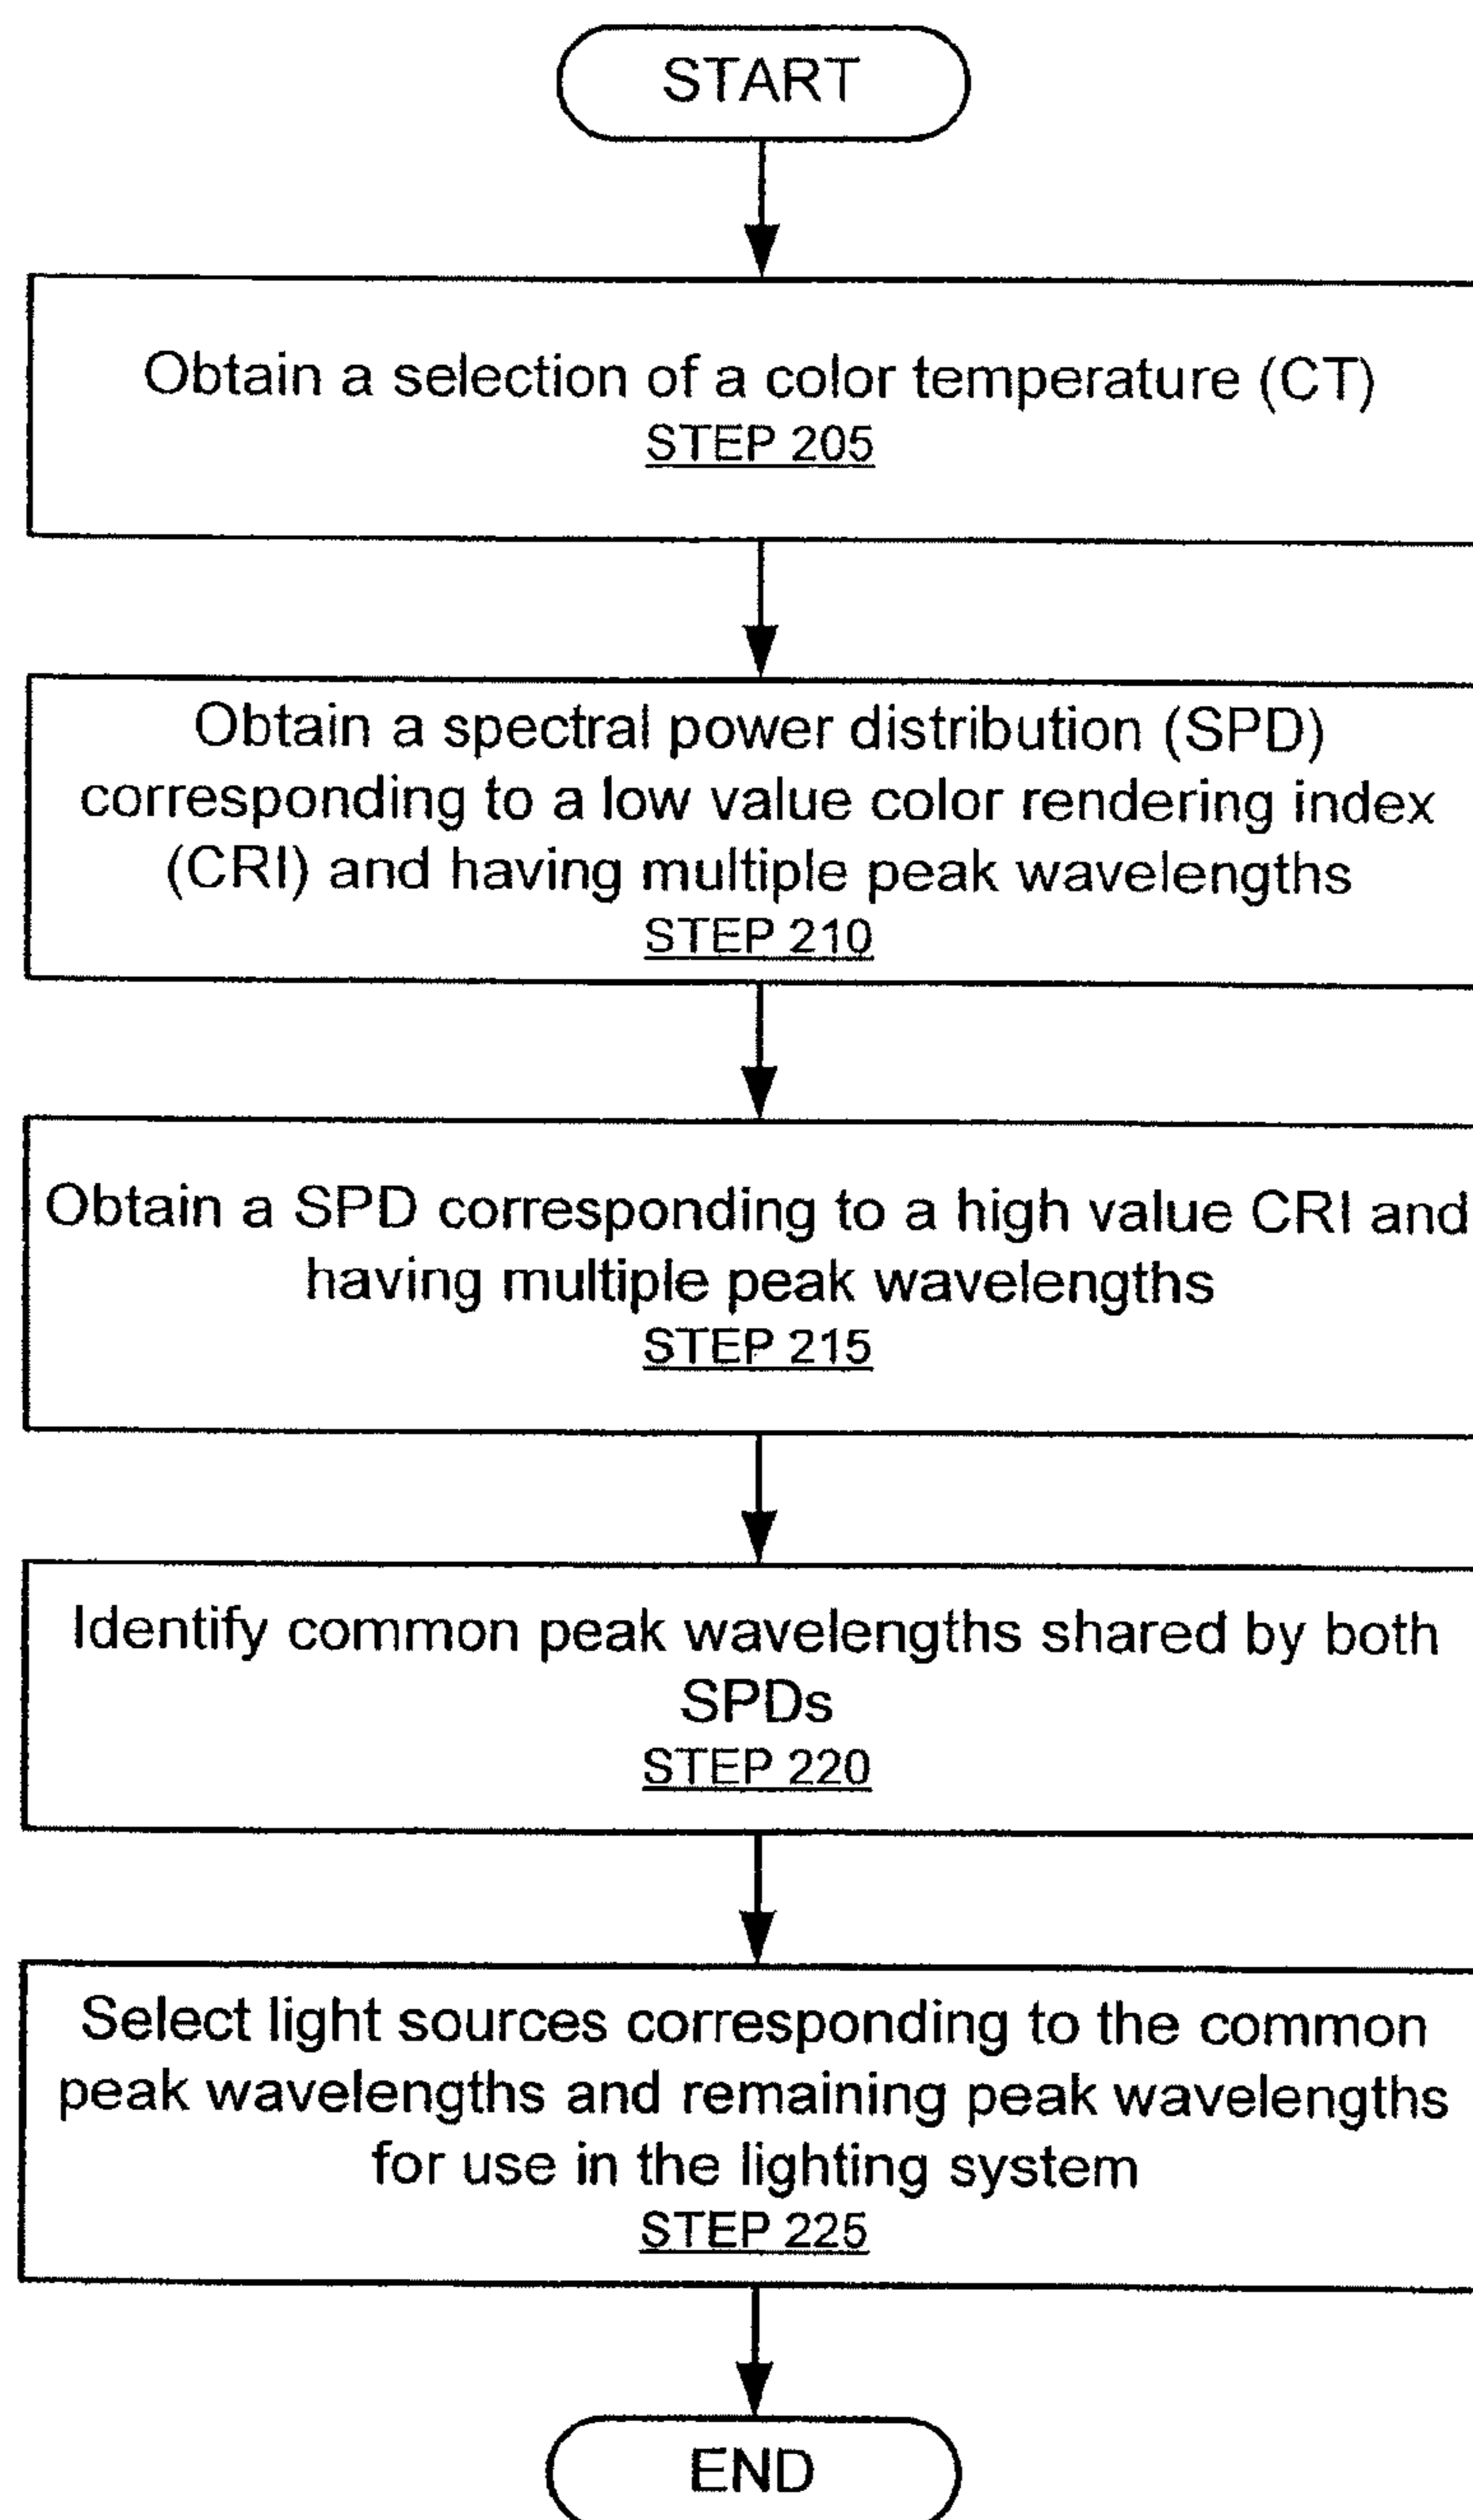 START
Obtain a selection of a color temperature (CT)
STEP 205
Obtain a spectral power distribution (SPD)
corresponding to a low value color rendering index
(CRI) and having multiple peak wavelengths
STEP 210
Obtain a SPD corresponding to a high value CRI and
having multiple peak wavelengths
STEP 215
Identify common peak wavelengths shared by both
SPDs
STEP 220
Select light sources corresponding to the common
peak wavelengths and remaining peak wavelengths
for use in the lighting system
STEP 225
END